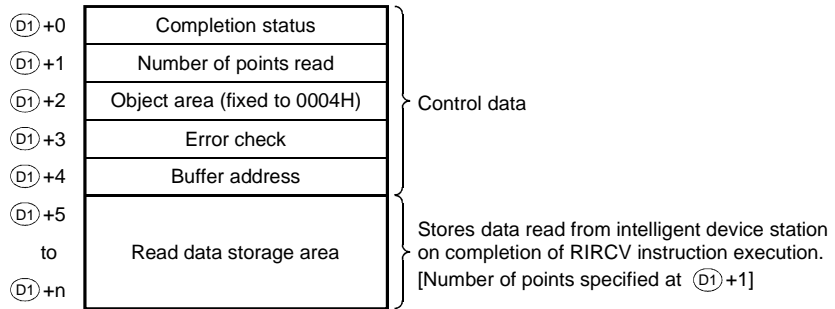 D1 +0 Completion status
D1 +1 Number of points read
D1 +2 Object area (fixed to 0004H)
Control data
D1 +3 Error check
D1 +4 Buffer address
D1 +5
to Read data storage area
D1 +n
Stores data read from intelligent device station
on completion of RIRCV instruction execution.
[Number of points specified at D1 +1]